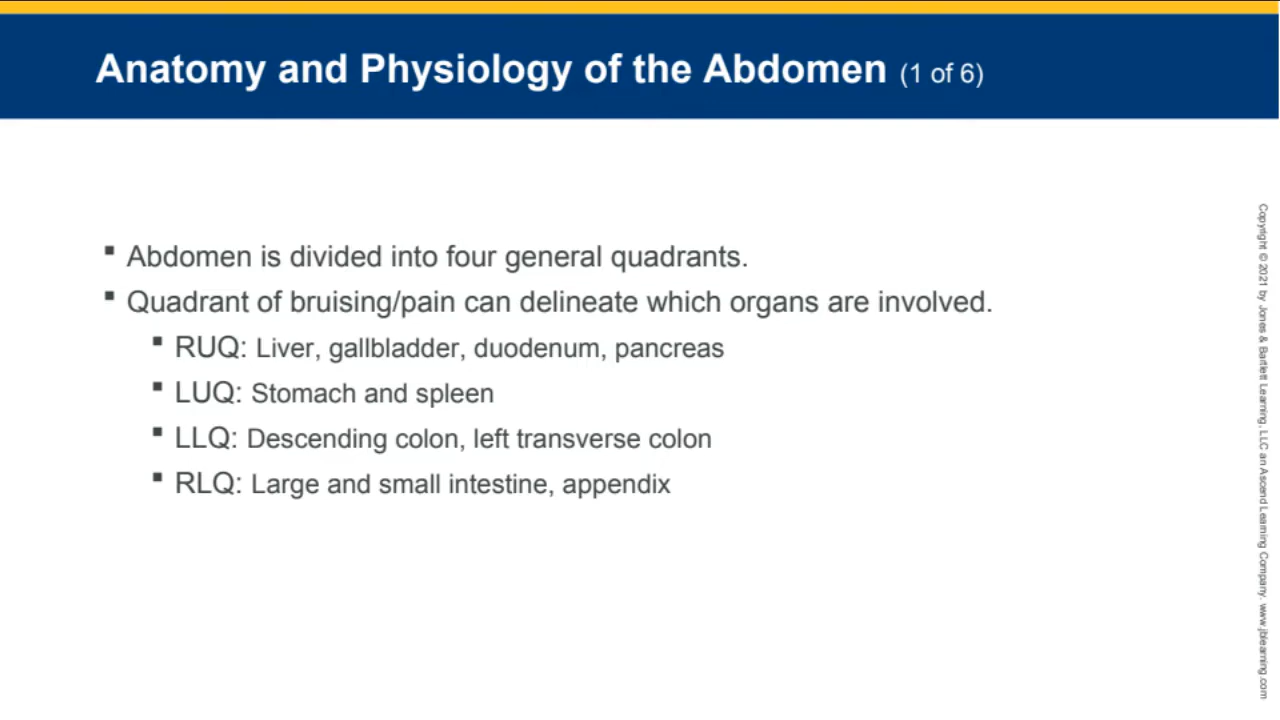 Anatomy and Physiology of the Abdomen (1 of 6)
▪ Abdomen is divided into four general quadrants.
▪ Quadrant of bruising/pain can delineate which organs are involved.
▪ RUQ: Liver, gallbladder, duodenum, pancreas
▪ LUQ: Stomach and spleen
▪ LLQ: Descending colon, left transverse colon
▪ RLQ: Large and small intestine, appendix
Copyright © 2021 by Jones & Bartlett Learning, LLC an Ascend Learning Company. www.jblearning.com